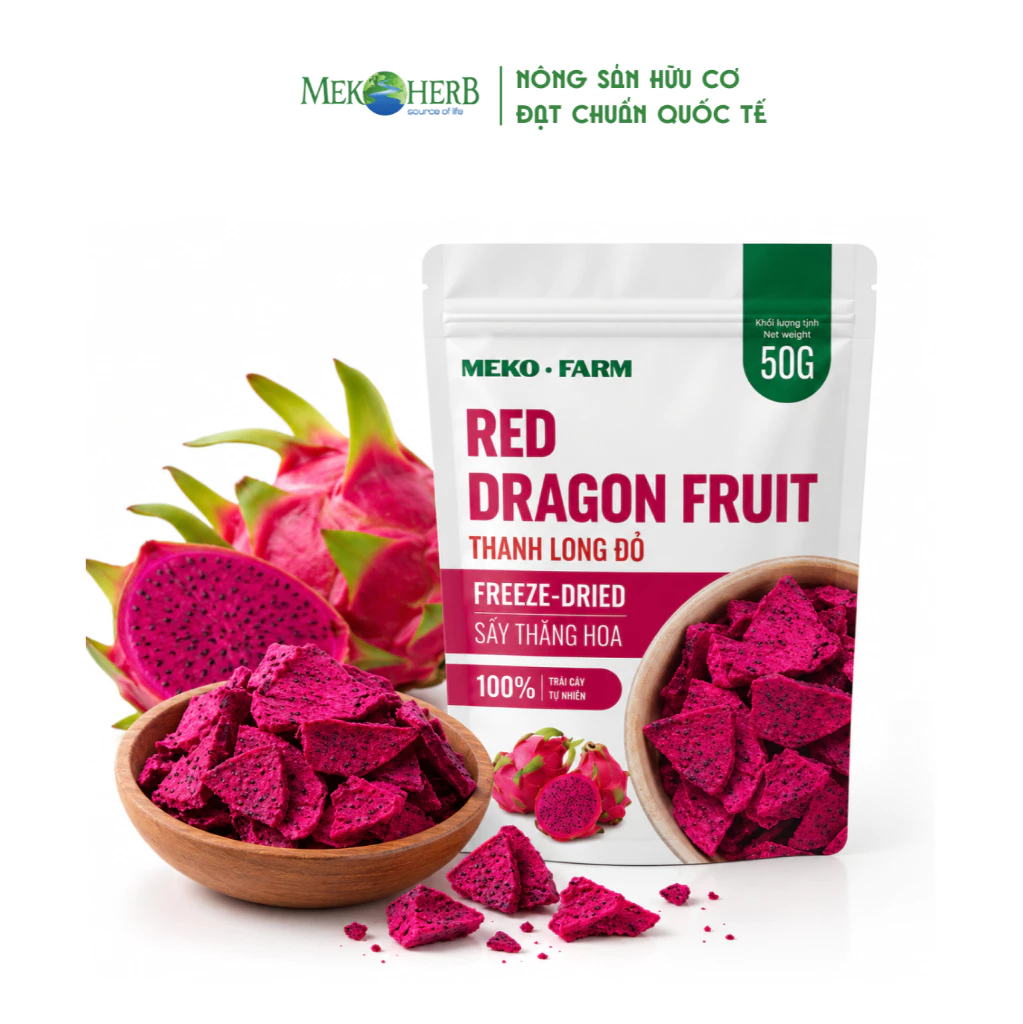 MEKOHERB
source of life
NÔNG SẢN HỮU CƠ
ĐẠT CHUẨN QUỐC TẾ
Khối lượng tịnh
Net weight
50G
MEKO • FARM
RED
DRAGON FRUIT
THANH LONG ĐỎ
FREEZE-DRIED
SẤY THĂNG HOA
100%
TRÁI CÂY
TỰ NHIÊN